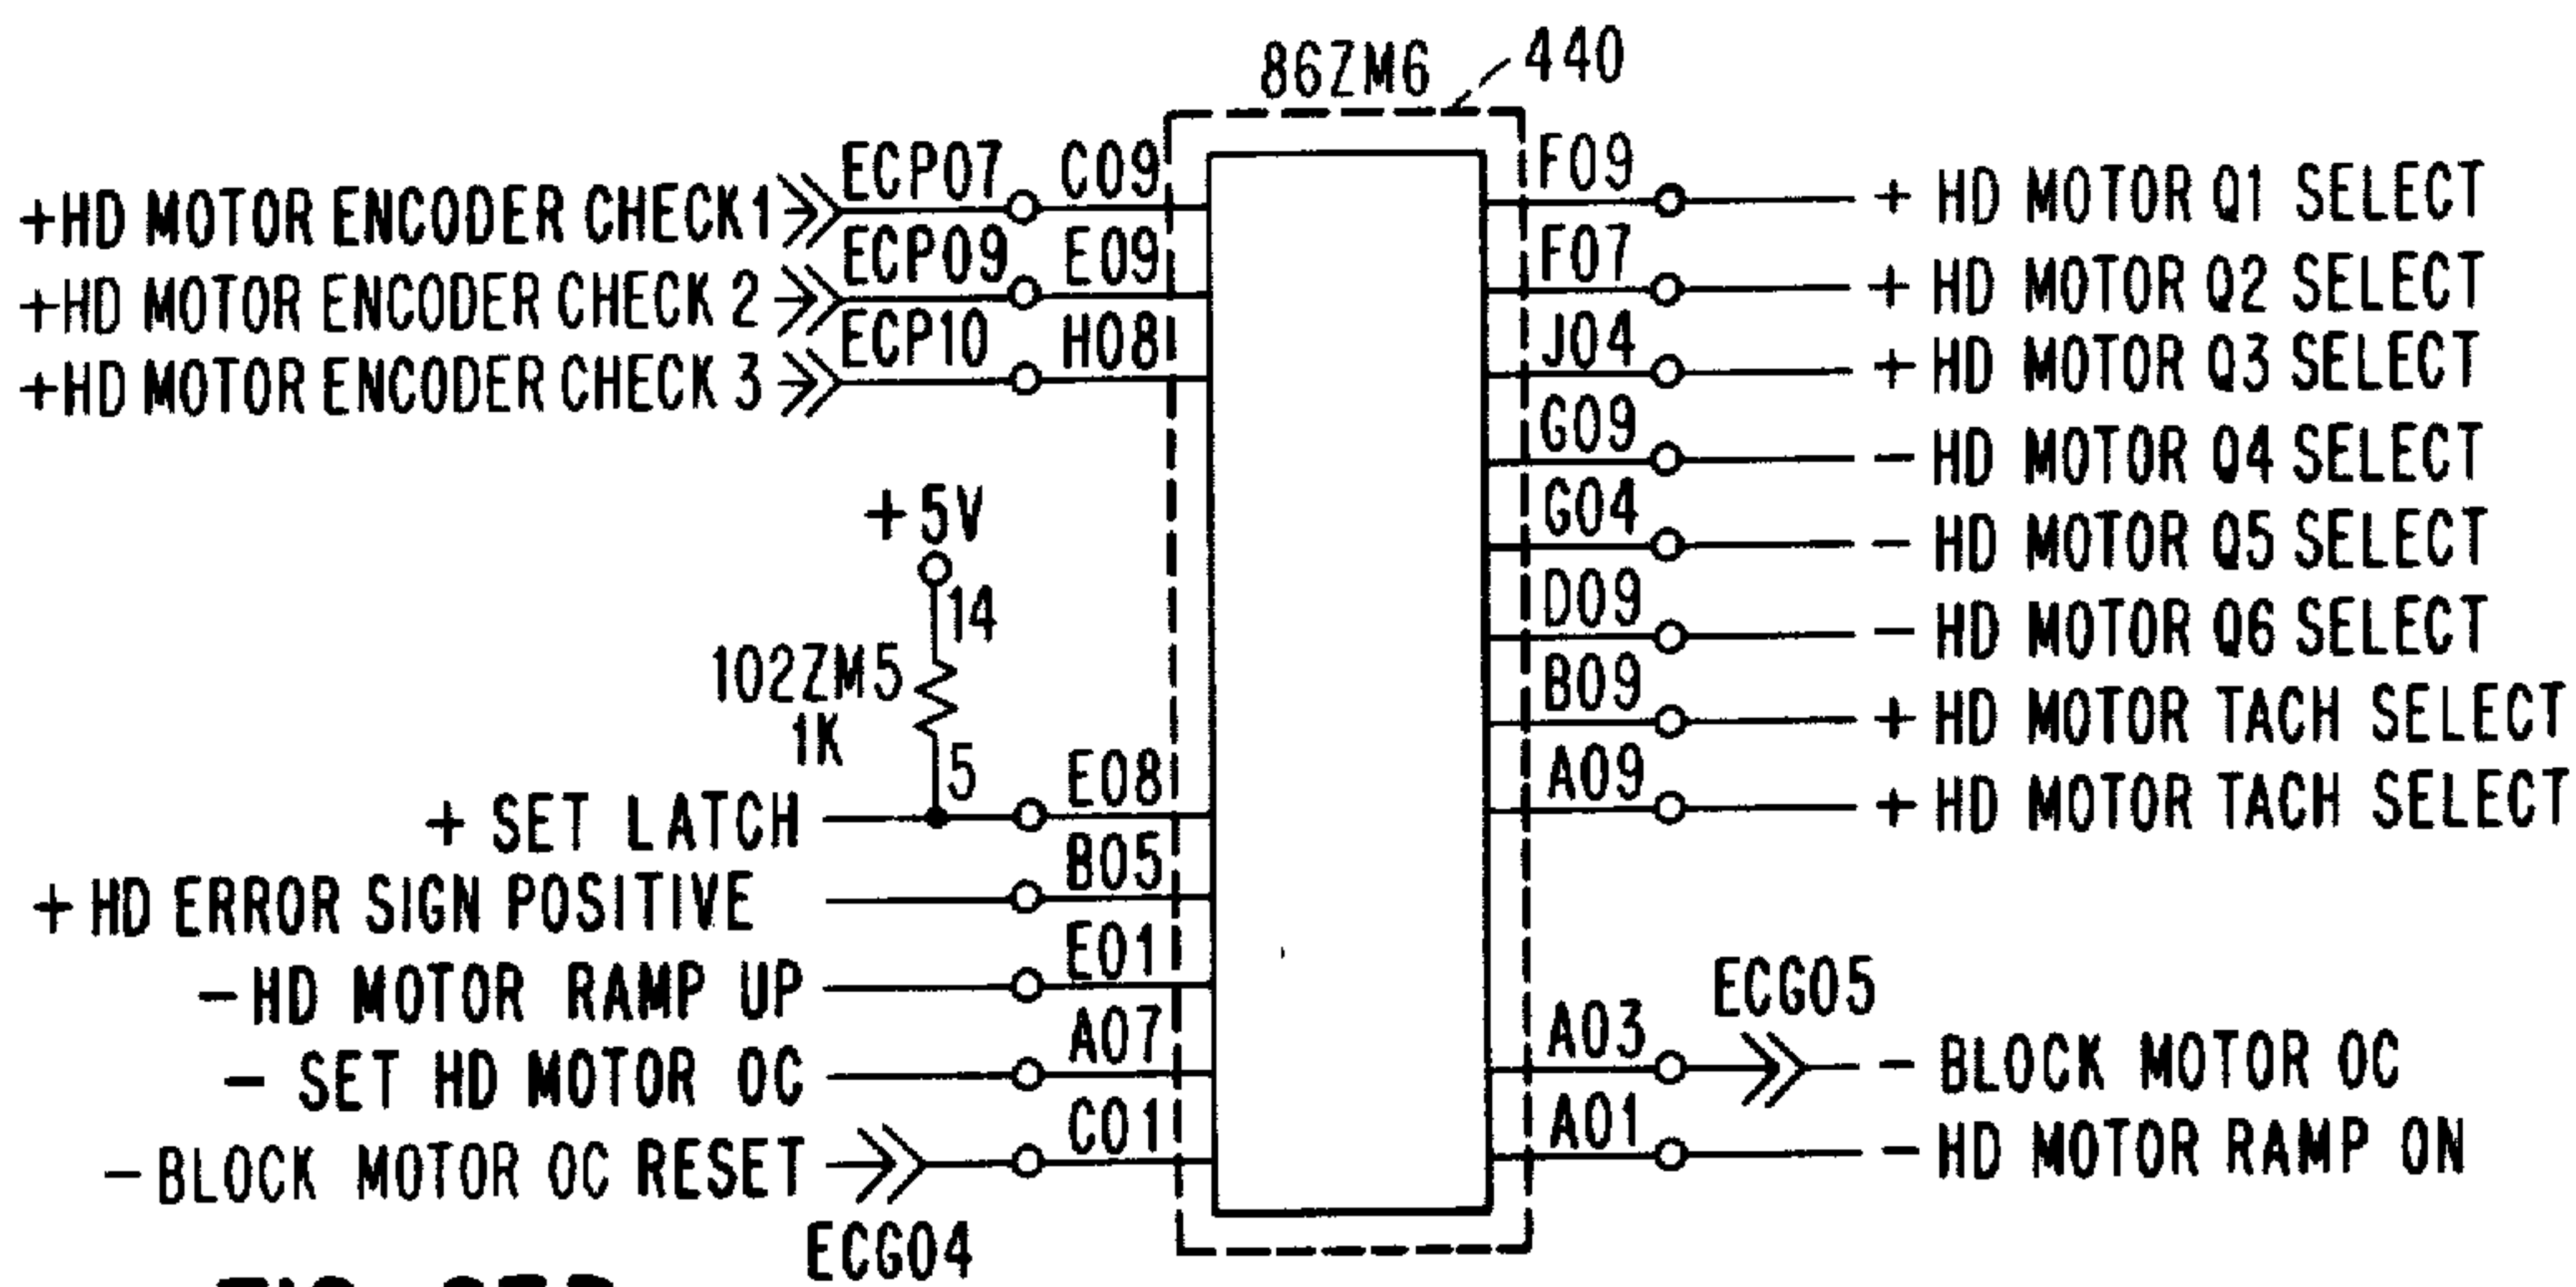 86ZM6 440
+HD MOTOR ENCODER CHECK1 ECP07 C09
+HD MOTOR ENCODER CHECK 2 ECP09 E09
+HD MOTOR ENCODER CHECK 3 ECP10 H08
+5V
14
102ZM5
1K
5
+ SET LATCH E08
+ HD ERROR SIGN POSITIVE B05
- HD MOTOR RAMP UP E01
- SET HD MOTOR OC A07
- BLOCK MOTOR OC RESET C01
ECG04
F09 + HD MOTOR Q1 SELECT
F07 + HD MOTOR Q2 SELECT
J04 + HD MOTOR Q3 SELECT
G09 - HD MOTOR Q4 SELECT
G04 - HD MOTOR Q5 SELECT
D09 - HD MOTOR Q6 SELECT
B09 + HD MOTOR TACH SELECT
A09 + HD MOTOR TACH SELECT
ECG05
A03 - BLOCK MOTOR OC
A01 - HD MOTOR RAMP ON